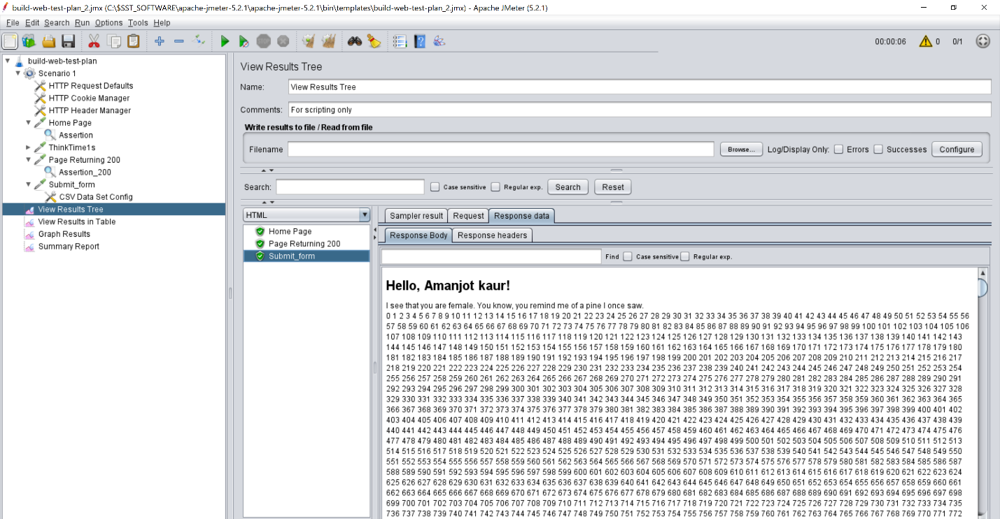 build-web-test-plan_2.jmx (C:\$SST_SOFTWARE\apache-jmeter-5.2.1\apache-jmeter-5.2.1\bin\templates\build-web-test-plan_2.jmx) - Apache JMeter (5.2.1)
File Edit Search Run Options Tools Help
00:00:06 0 0/1
build-web-test-plan
Scenario 1
HTTP Request Defaults
HTTP Cookie Manager
HTTP Header Manager
Home Page
Assertion
ThinkTime1s
Page Returning 200
Assertion_200
Submit_form
CSV Data Set Config
View Results Tree
View Results in Table
Graph Results
Summary Report
View Results Tree
Name: View Results Tree
Comments: For scripting only
Write results to file / Read from file
Filename Browse... Log/Display Only: Errors Successes Configure
Search: Case sensitive Regular exp. Search Reset
HTML
Home Page
Page Returning 200
Submit_form
Sampler result Request Response data
Response Body Response headers
Find Case sensitive Regular exp.
Hello, Amanjot kaur!
I see that you are female. You know, you remind me of a pine I once saw.
0 1 2 3 4 5 6 7 8 9 10 11 12 13 14 15 16 17 18 19 20 21 22 23 24 25 26 27 28 29 30 31 32 33 34 35 36 37 38 39 40 41 42 43 44 45 46 47 48 49 50 51 52 53 54 55 56
57 58 59 60 61 62 63 64 65 66 67 68 69 70 71 72 73 74 75 76 77 78 79 80 81 82 83 84 85 86 87 88 89 90 91 92 93 94 95 96 97 98 99 100 101 102 103 104 105 106
107 108 109 110 111 112 113 114 115 116 117 118 119 120 121 122 123 124 125 126 127 128 129 130 131 132 133 134 135 136 137 138 139 140 141 142 143
144 145 146 147 148 149 150 151 152 153 154 155 156 157 158 159 160 161 162 163 164 165 166 167 168 169 170 171 172 173 174 175 176 177 178 179 180
181 182 183 184 185 186 187 188 189 190 191 192 193 194 195 196 197 198 199 200 201 202 203 204 205 206 207 208 209 210 211 212 213 214 215 216 217
218 219 220 221 222 223 224 225 226 227 228 229 230 231 232 233 234 235 236 237 238 239 240 241 242 243 244 245 246 247 248 249 250 251 252 253 254
255 256 257 258 259 260 261 262 263 264 265 266 267 268 269 270 271 272 273 274 275 276 277 278 279 280 281 282 283 284 285 286 287 288 289 290 291
292 293 294 295 296 297 298 299 300 301 302 303 304 305 306 307 308 309 310 311 312 313 314 315 316 317 318 319 320 321 322 323 324 325 326 327 328
329 330 331 332 333 334 335 336 337 338 339 340 341 342 343 344 345 346 347 348 349 350 351 352 353 354 355 356 357 358 359 360 361 362 363 364 365
366 367 368 369 370 371 372 373 374 375 376 377 378 379 380 381 382 383 384 385 386 387 388 389 390 391 392 393 394 395 396 397 398 399 400 401 402
403 404 405 406 407 408 409 410 411 412 413 414 415 416 417 418 419 420 421 422 423 424 425 426 427 428 429 430 431 432 433 434 435 436 437 438 439
440 441 442 443 444 445 446 447 448 449 450 451 452 453 454 455 456 457 458 459 460 461 462 463 464 465 466 467 468 469 470 471 472 473 474 475 476
477 478 479 480 481 482 483 484 485 486 487 488 489 490 491 492 493 494 495 496 497 498 499 500 501 502 503 504 505 506 507 508 509 510 511 512 513
514 515 516 517 518 519 520 521 522 523 524 525 526 527 528 529 530 531 532 533 534 535 536 537 538 539 540 541 542 543 544 545 546 547 548 549 550
551 552 553 554 555 556 557 558 559 560 561 562 563 564 565 566 567 568 569 570 571 572 573 574 575 576 577 578 579 580 581 582 583 584 585 586 587
588 589 590 591 592 593 594 595 596 597 598 599 600 601 602 603 604 605 606 607 608 609 610 611 612 613 614 615 616 617 618 619 620 621 622 623 624
625 626 627 628 629 630 631 632 633 634 635 636 637 638 639 640 641 642 643 644 645 646 647 648 649 650 651 652 653 654 655 656 657 658 659 660 661
662 663 664 665 666 667 668 669 670 671 672 673 674 675 676 677 678 679 680 681 682 683 684 685 686 687 688 689 690 691 692 693 694 695 696 697 698
699 700 701 702 703 704 705 706 707 708 709 710 711 712 713 714 715 716 717 718 719 720 721 722 723 724 725 726 727 728 729 730 731 732 733 734 735
736 737 738 739 740 741 742 743 744 745 746 747 748 749 750 751 752 753 754 755 756 757 758 759 760 761 762 763 764 765 766 767 768 769 770 771 772